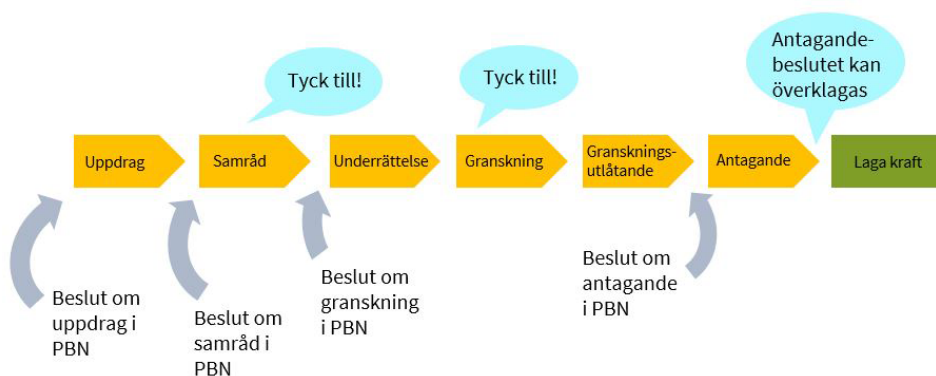 Tyck till!
Tyck till!
Antagande-
beslutet kan
överklagas
Uppdrag
Samråd
Underrättelse
Granskning
Gransknings-
utlåtande
Antagande
Laga kraft
Beslut om
uppdrag i
PBN
Beslut om
samråd i
PBN
Beslut om
granskning
i PBN
Beslut om
antagande
i PBN